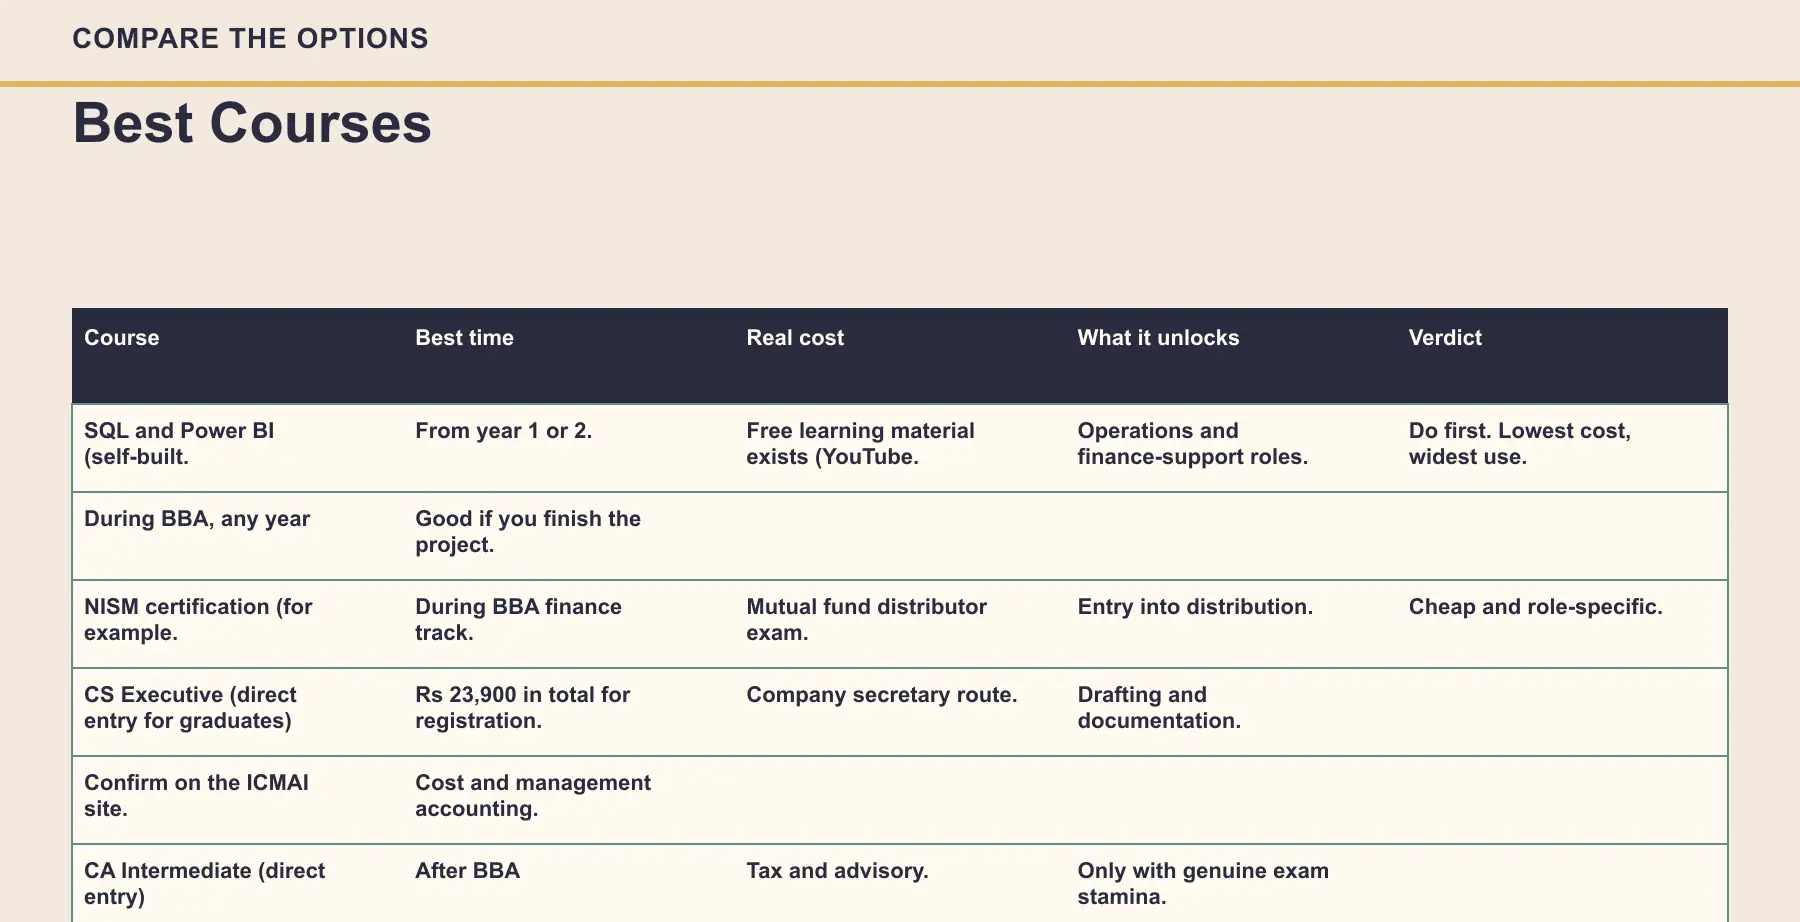 COMPARE THE OPTIONS
Best Courses
Course Best time Real cost What it unlocks Verdict
SQL and Power BI From year 1 or 2. Free learning material Operations and Do first. Lowest cost,
(self-built. exists (YouTube. finance-support roles. widest use.
During BBA, any year Good if you finish the
project.
NISM certification (for During BBA finance Mutual fund distributor Entry into distribution. Cheap and role-specific.
example. track. exam.
CS Executive (direct Rs 23,900 in total for Company secretary route. Drafting and
entry for graduates) registration. documentation.
Confirm on the ICMAI Cost and management
site. accounting.
CA Intermediate (direct After BBA Tax and advisory. Only with genuine exam
entry) stamina.